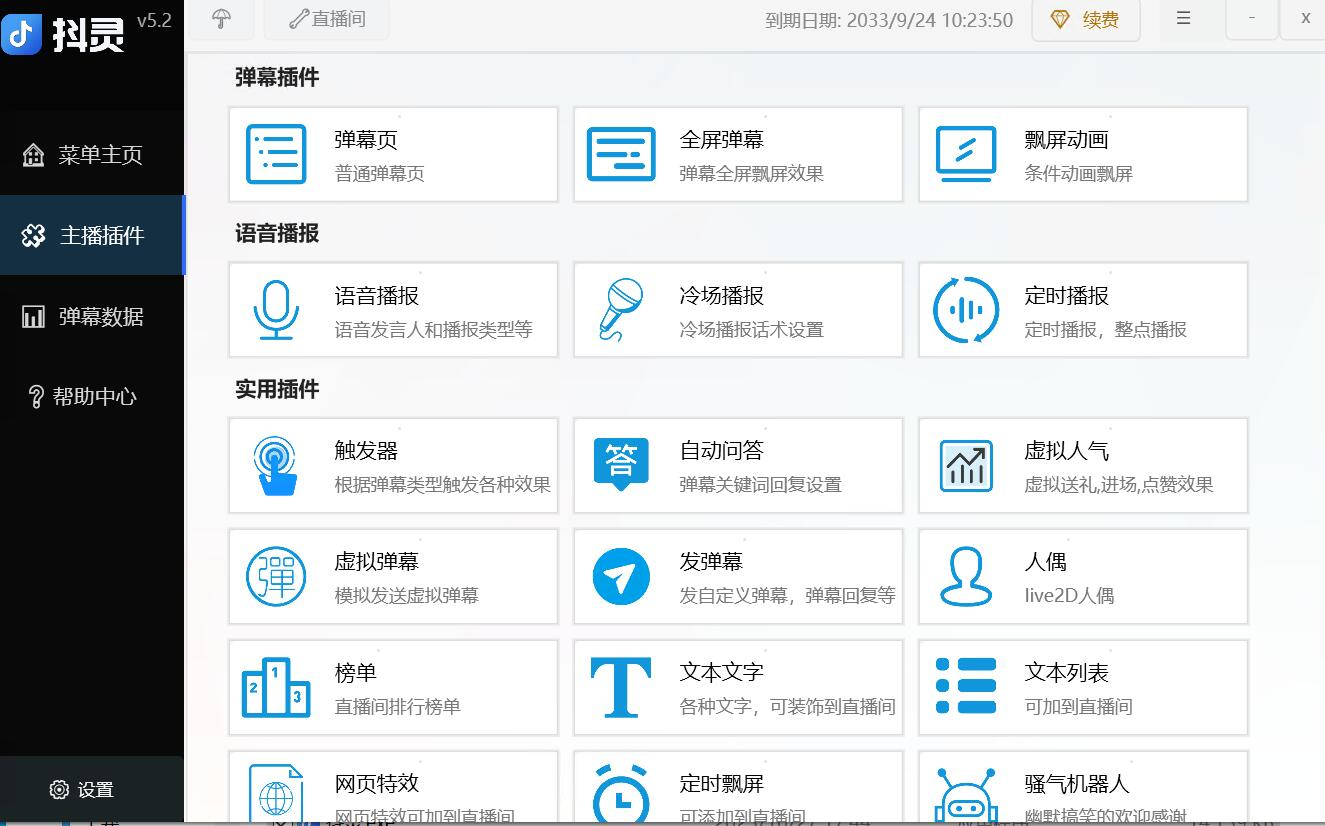 抖灵 v5.2
直播间
到期日期: 2033/9/24 10:23:50
续费
菜单主页
主播插件
弹幕数据
帮助中心
设置
弹幕插件
弹幕页
普通弹幕页
全屏弹幕
弹幕全屏飘屏效果
飘屏动画
条件动画飘屏
语音播报
语音播报
语音发言人和播报类型等
冷场播报
冷场播报话术设置
定时播报
定时播报，整点播报
实用插件
触发器
根据弹幕类型触发各种效果
答
自动问答
弹幕关键词回复设置
虚拟人气
虚拟送礼,进场,点赞效果
彈
虚拟弹幕
模拟发送虚拟弹幕
发弹幕
发自定义弹幕，弹幕回复等
人偶
live2D人偶
2 1 3
榜单
直播间排行榜单
T
文本文字
各种文字，可装饰到直播间
文本列表
可加到直播间
网页特效
网页特效可加到直播间
定时飘屏
可添加到直播间
骚气机器人
幽默搞笑的欢迎感谢